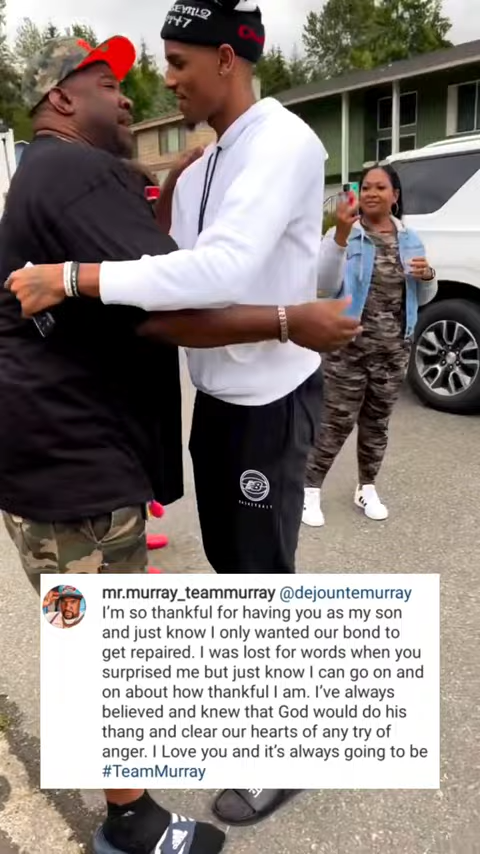 mr.murray_teammurray @dejountemurray
I'm so thankful for having you as my son
and just know I only wanted our bond to
get repaired. I was lost for words when you
surprised me but just know I can go on and
on about how thankful I am. I've always
believed and knew that God would do his
thang and clear our hearts of any try of
anger. I Love you and it's always going to be
#TeamMurray
BASKETBALL